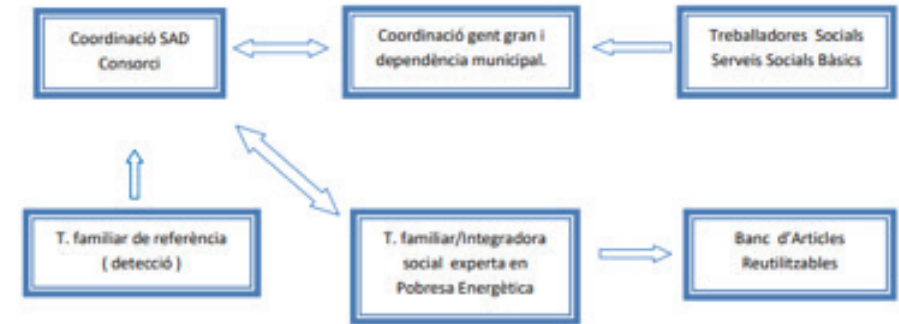 Coordinació SAD
Consorci
Coordinació gent gran i
dependència municipal.
Treballadores Socials
Serveis Socials Bàsics
T. familiar de referència
( detecció )
T. familiar/Integradora
social experta en
Pobresa Energètica
Banc d'Articles
Reutilitzables